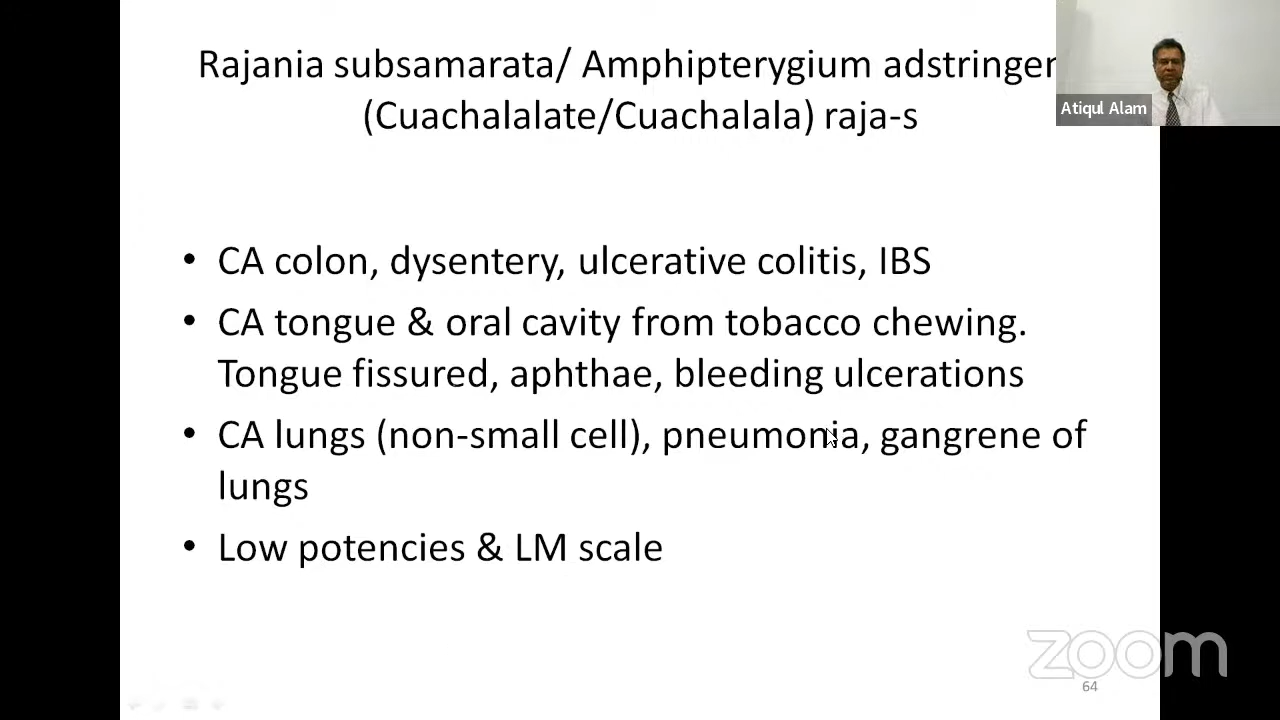 Rajania subsamarata/ Amphipterygium adstringen
(Cuachalalate/Cuachalala) raja-s
Atiqul Alam
• CA colon, dysentery, ulcerative colitis, IBS
• CA tongue & oral cavity from tobacco chewing.
Tongue fissured, aphthae, bleeding ulcerations
• CA lungs (non-small cell), pneumonia, gangrene of
lungs
• Low potencies & LM scale
zoom
64